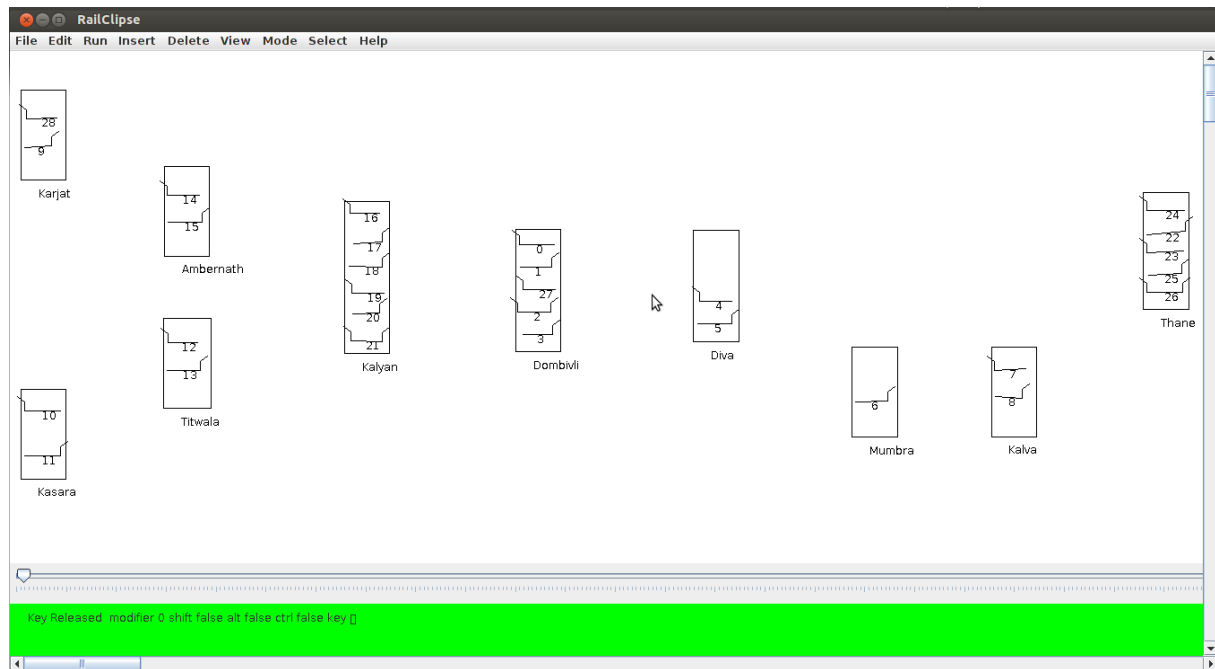 RailClipse
File Edit Run Insert Delete View Mode Select Help
28
9
Karjat
14
15
Ambernath
12
13
Titwala
10
11
Kasara
16
17
18
19
20
21
Kalyan
0
1
27
2
3
Dombivli
4
5
Diva
6
Mumbra
7
8
Kalva
24
22
23
25
26
Thane
Key Released modifier 0 shift false alt false ctrl false key []